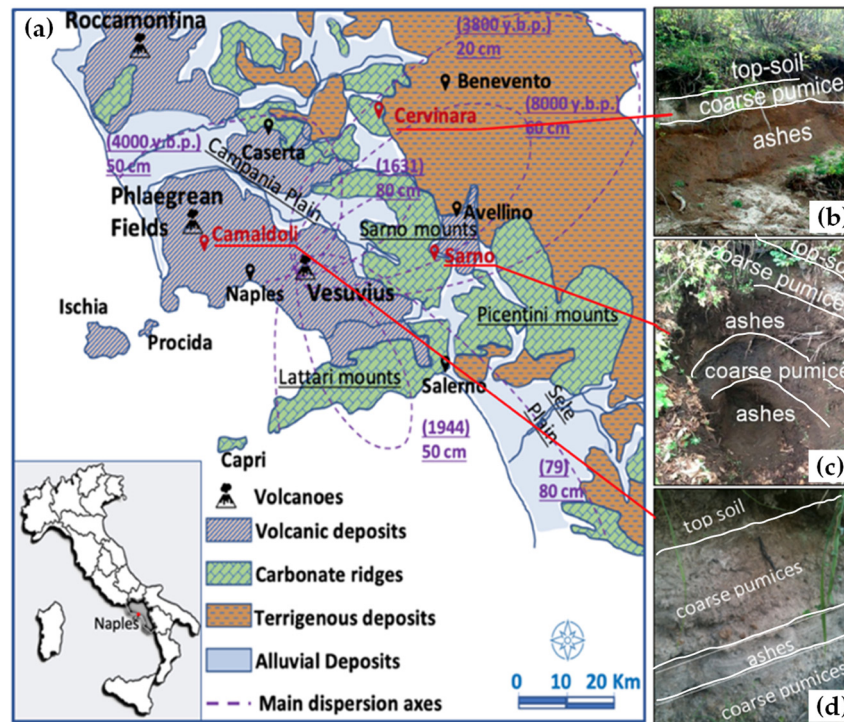 (a)
Roccamonfina
(3800 y.b.p.)
20 cm
Benevento
Cervinara
(8000 y.b.p.)
60 cm
(4000 y.b.p.)
50 cm
Caserta
Campania Plain
(1631)
80 cm
Phlaegrean
Fields
Avellino
Sarno mounts
Camaldoli
Sarno
Naples
Vesuvius
Ischia
Procida
Picentini mounts
Lattari mounts
Salerno
Sele
Plain
(1944)
50 cm
(79)
80 cm
Capri
Volcanoes
Volcanic deposits
Carbonate ridges
Terrigenous deposits
Alluvial Deposits
Main dispersion axes
Naples
0 10 20 Km
top-soil
coarse pumices
ashes
(b)
top-soil
coarse pumices
ashes
coarse pumice
ashes
(c)
top soil
coarse pumices
ashes
coarse pumices
(d)